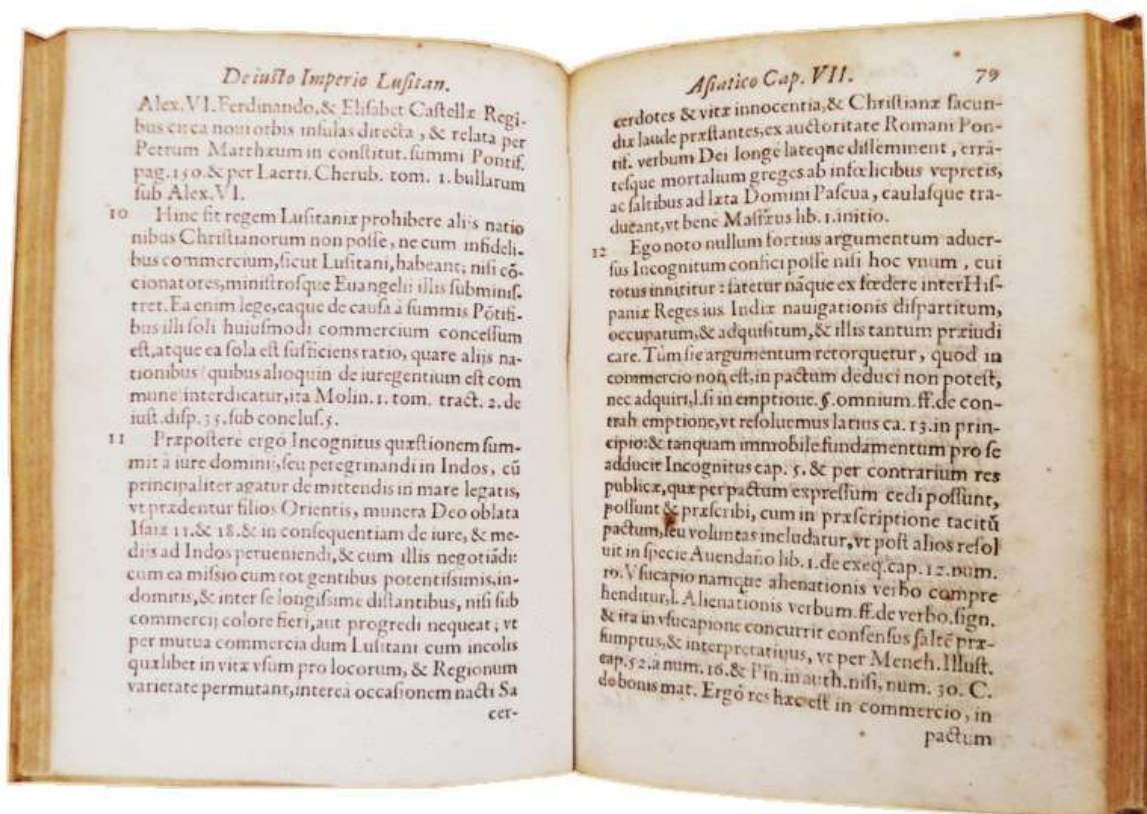 De iusto Imperio Lusitan.
Alex. VI. Ferdinando, & Elisabet Castellæ Regi-
bus circa noui orbis insulas directa, & relata per
Petrum Matthæum in constitut. summi Pontif.
pag. 150. & per Laerti. Cherub. tom. 1. bullarum
sub Alex. VI.
10 Hinc fit regem Lusitaniæ prohibere alijs natio
nibus Christianorum non posse, ne cum infideli-
bus commercium, sicut Lusitani, habeant; nisi cō-
cionatores, ministrosque Euangelii illis subminis-
tret. Ea enim lege, eaque de causa à summis Pōtifi-
bus illi soli huiusmodi commercium concessum
est, atque ea sola est sufficiens ratio, quare alijs na-
tionibus (quibus alioquin de iure gentium est com
mune interdicatur, ita Molin. 1. tom. tract. 2. de
iust. disp. 35. sub conclus. 5.
11 Præpostere ergò Incognitus quæstionem sum-
mit à iure dominij, seu peregrinandi in Indos, cū
principaliter agatur de mittendis in mare legatis,
vt prædentur filios Orientis, munera Deo oblata
Isaiæ 11. & 18. & in consequentiam de iure, & me-
diis ad Indos perueniendi, & cum illis negotiādi:
cum ea missio cum tot gentibus potentissimis, in-
domitis, & inter se longissime distantibus, nisi sub
commercij colore fieri, aut progredi nequeat; vt
per mutua commercia dum Lusitani cum incolis
quælibet in vitæ vsum pro locorum, & Regionum
varietate permutant, interea occasionem nacti Sa
cer-
Asiatico Cap. VII. 79
cerdotes & vitæ innocentia, & Christianæ facun-
diæ laude præstantes, ex auctoritate Romani Pon-
tif. verbum Dei longè lateque disseminent, errā-
tesque mortalium greges ab infœlicibus vepretis,
ac saltibus ad læta Domini Pascua, caulasque tra-
ducant, vt bene Maffæus lib. 1. initio.
12 Ego noto nullum fortius argumentum aduer-
sus Incognitum confici posse nisi hoc vnum, cui
totus innititur: fatetur nāque ex fœdere inter His-
paniæ Reges ius Indiæ nauigationis dispartitum,
occupatum, & adquisitum, & illis tantum præiudi
care. Tùm sic argumentum retorquetur, quod in
commercio non est, in pactum deduci non potest,
nec adquiri, l. si in emptione. §. omnium. ff. de con-
trah emptione, vt resoluemus latius ca. 13. in prin-
cipio: & tanquam immobile fundamentum pro se
adducit Incognitus cap. 5. & per contrarium res
publicæ, quæ per pactum expressum cedi possunt,
possunt & præscribi, cum in præscriptione tacitū
pactum, seu voluntas includatur, vt post alios resol
uit in specie Auendaño lib. 1. de exeq. cap. 12. num.
10. Vsucapio namque alienationis verbo compre
henditur, l. Alienationis verbum. ff. de verbo. sign.
& ita in vsucapione concurrit consensus saltē præ-
sumptus, & interpretatiuus, vt per Mench. Illust.
cap. 52. à num. 16. & Pin. in auth. nisi, num. 30. C.
de bonis mat. Ergò res hæc est in commercio, in
pactum